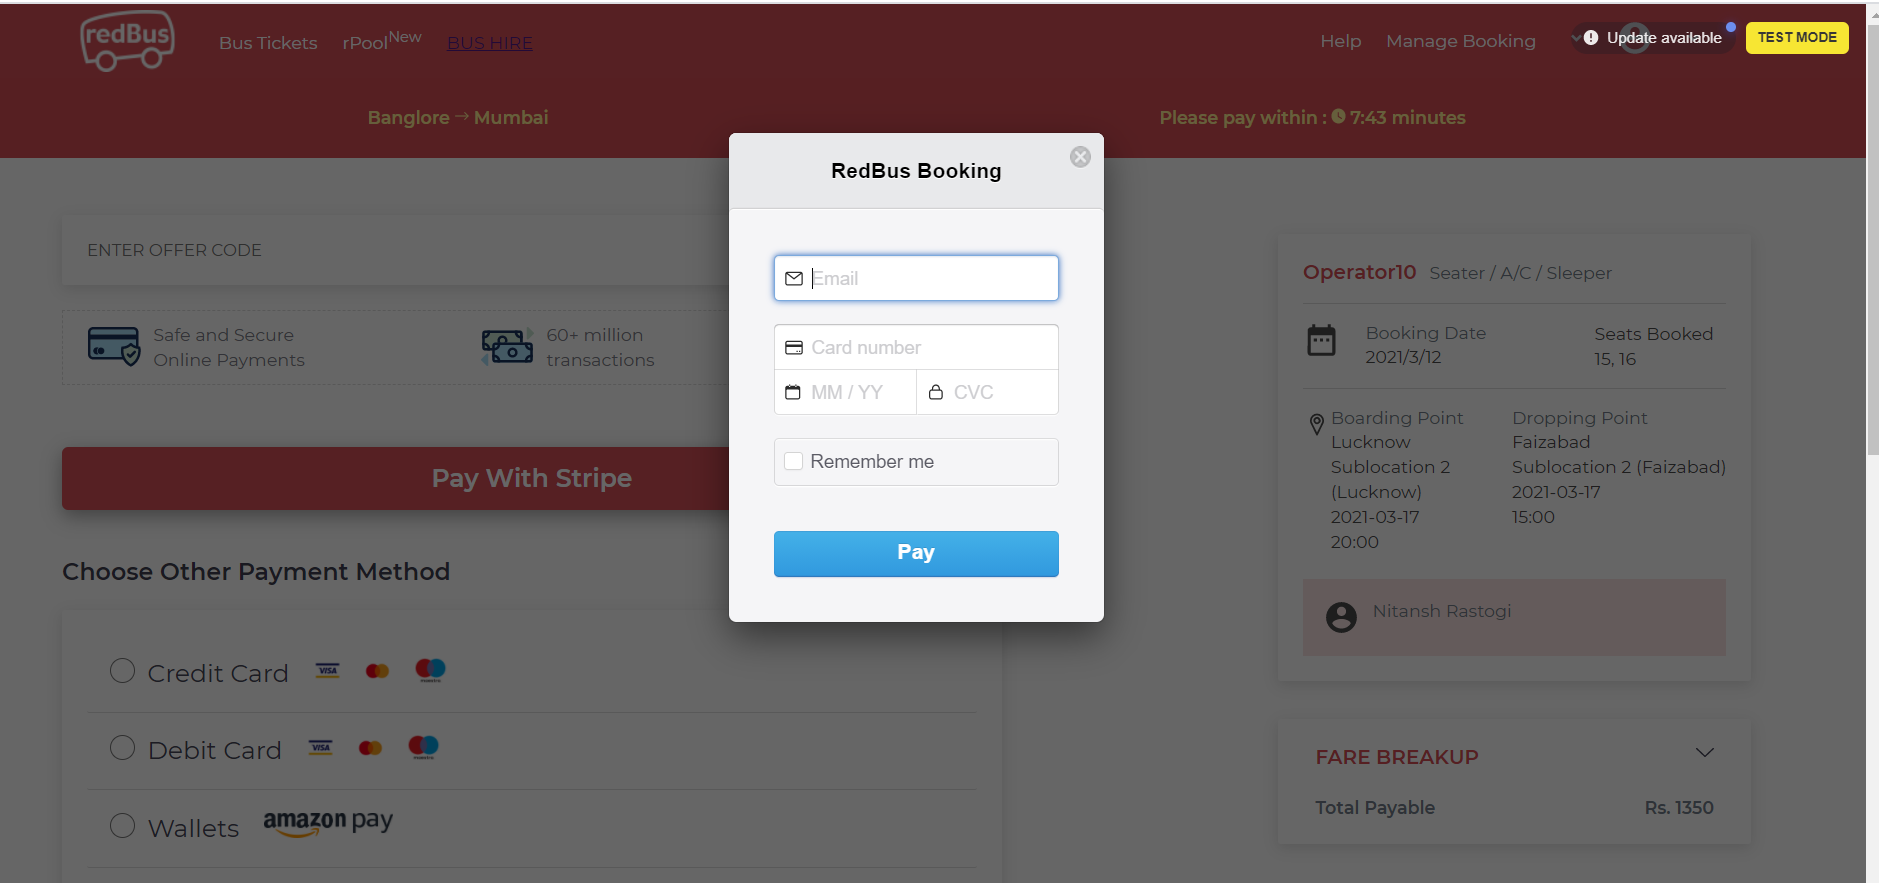 redBus
Bus Tickets
rPool New
BUS HIRE
Help
Manage Booking
Update available
TEST MODE
Banglore → Mumbai
Please pay within : 7:43 minutes
RedBus Booking
Email
Card number
MM / YY
CVC
Remember me
Pay
ENTER OFFER CODE
Safe and Secure
Online Payments
60+ million
transactions
Pay With Stripe
Choose Other Payment Method
Credit Card VISA maestro
Debit Card VISA maestro
Wallets amazon pay
Operator10 Seater / A/C / Sleeper
Booking Date
2021/3/12
Seats Booked
15, 16
Boarding Point
Lucknow
Sublocation 2
(Lucknow)
2021-03-17
20:00
Dropping Point
Faizabad
Sublocation 2 (Faizabad)
2021-03-17
15:00
Nitansh Rastogi
FARE BREAKUP
Total Payable Rs. 1350